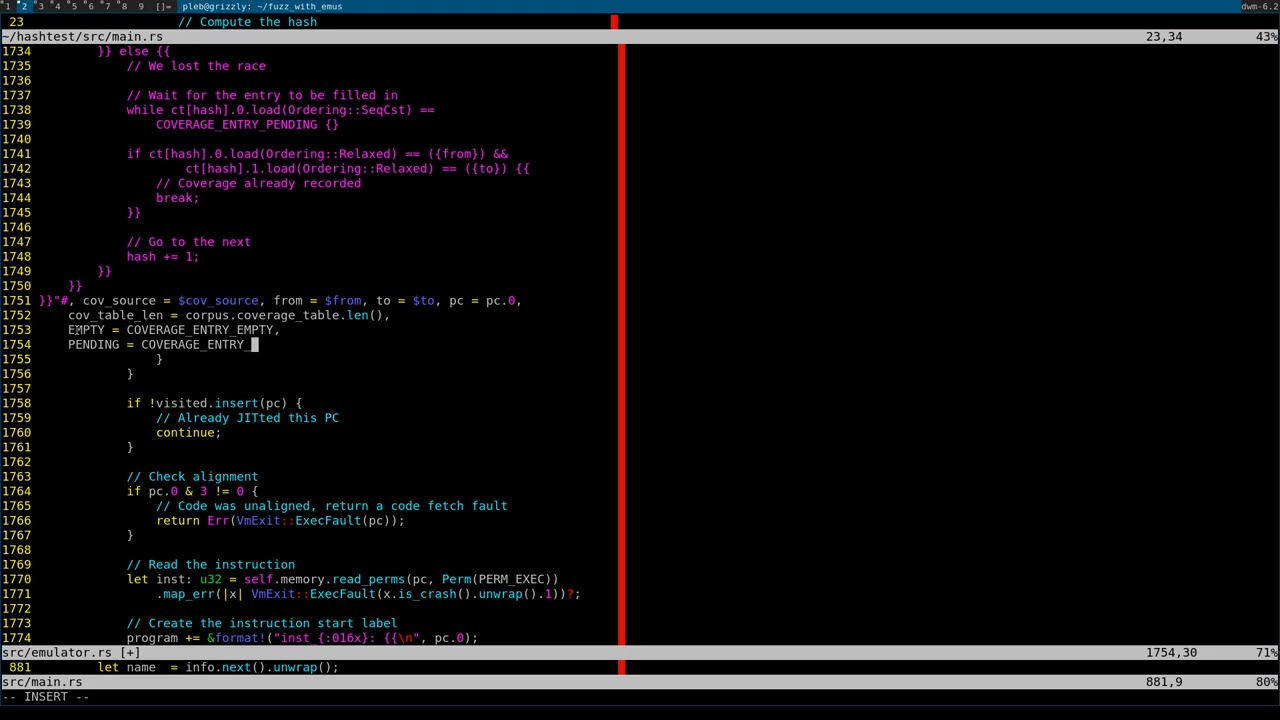 1 2 3 4 5 6 7 8 9 []= pleb@grizzly: ~/fuzz_with_emus dwm-6.2
23 // Compute the hash
~/hashtest/src/main.rs 23,34 43%
1734 }} else {{
1735 // We lost the race
1736
1737 // Wait for the entry to be filled in
1738 while ct[hash].0.load(Ordering::SeqCst) ==
1739 COVERAGE_ENTRY_PENDING {}
1740
1741 if ct[hash].0.load(Ordering::Relaxed) == ({from}) &&
1742 ct[hash].1.load(Ordering::Relaxed) == ({to}) {{
1743 // Coverage already recorded
1744 break;
1745 }}
1746
1747 // Go to the next
1748 hash += 1;
1749 }}
1750 }}
1751 }}"#, cov_source = $cov_source, from = $from, to = $to, pc = pc.0,
1752 cov_table_len = corpus.coverage_table.len(),
1753 EMPTY = COVERAGE_ENTRY_EMPTY,
1754 PENDING = COVERAGE_ENTRY_
1755 }
1756 }
1757
1758 if !visited.insert(pc) {
1759 // Already JITted this PC
1760 continue;
1761 }
1762
1763 // Check alignment
1764 if pc.0 & 3 != 0 {
1765 // Code was unaligned, return a code fetch fault
1766 return Err(VmExit::ExecFault(pc));
1767 }
1768
1769 // Read the instruction
1770 let inst: u32 = self.memory.read_perms(pc, Perm(PERM_EXEC))
1771 .map_err(|x| VmExit::ExecFault(x.is_crash().unwrap().1))?;
1772
1773 // Create the instruction start label
1774 program += &format!("inst_{:016x}: {{\n", pc.0);
src/emulator.rs [+] 1754,30 71%
881 let name = info.next().unwrap();
src/main.rs 881,9 80%
-- INSERT --